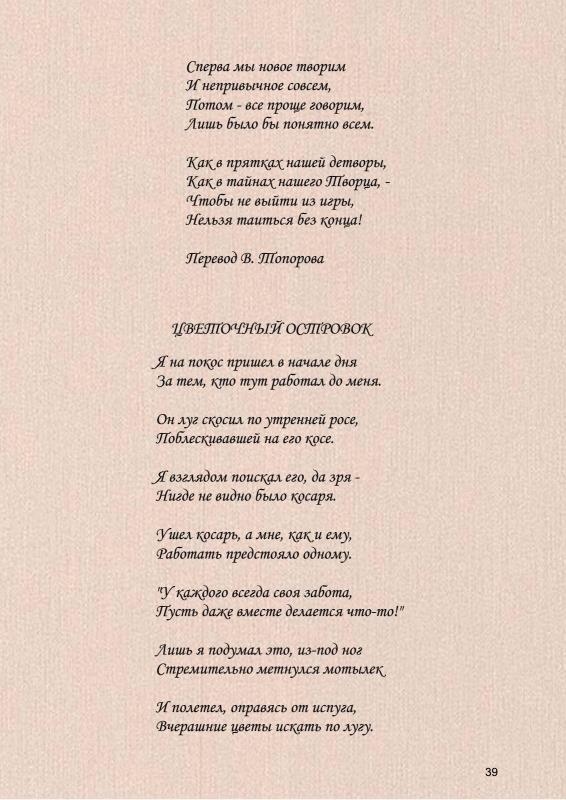 Сперва мы новое творим
И непривычное совсем,
Потом - все проще говорим,
Лишь было бы понятно всем.
Как в прятках нашей детворы,
Как в тайнах нашего Творца, -
Чтобы не выйти из игры,
Нельзя таиться без конца!
Перевод В. Топорова
ЦВЕТОЧНЫЙ ОСТРОВОК
Я на покос пришел в начале дня
За тем, кто тут работал до меня.
Он луг скосил по утренней росе,
Поблескивавшей на его косе.
Я взглядом поискал его, да зря -
Нигде не видно было косаря.
Ушел косарь, а мне, как и ему,
Работать предстояло одному.
"У каждого всегда своя забота,
Пусть даже вместе делается что-то!"
Лишь я подумал это, из-под ног
Стремительно метнулся мотылек
И полетел, оправясь от испуга,
Вчерашние цветы искать по лугу.
39